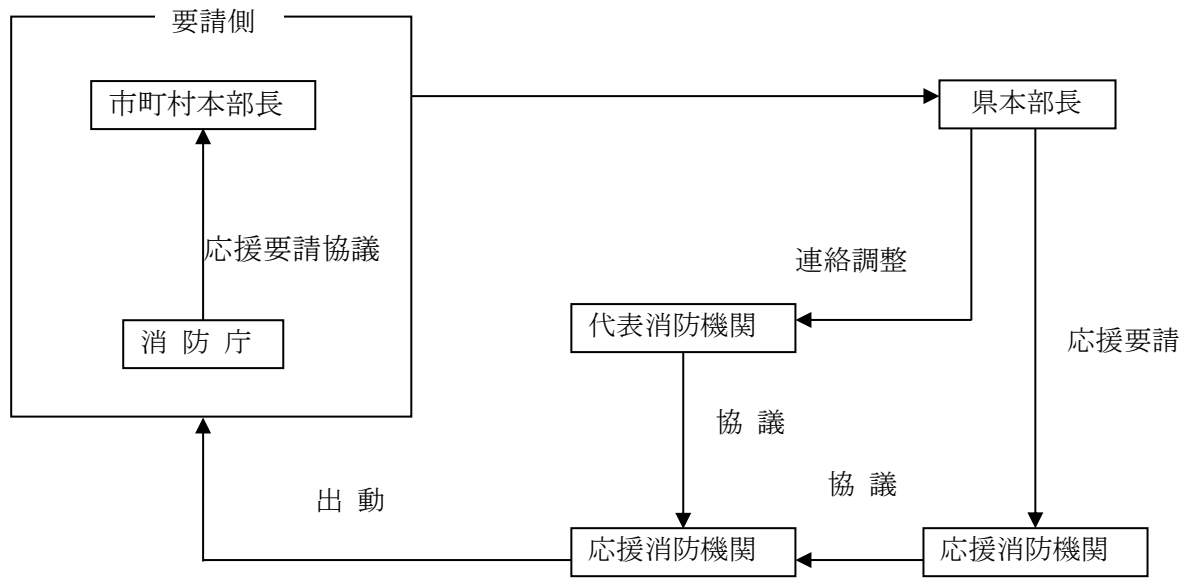 要請側
市町村本部長
県本部長
応援要請協議
連絡調整
代表消防機関
消 防 庁
応援要請
協 議
協 議
出 動
応援消防機関
応援消防機関